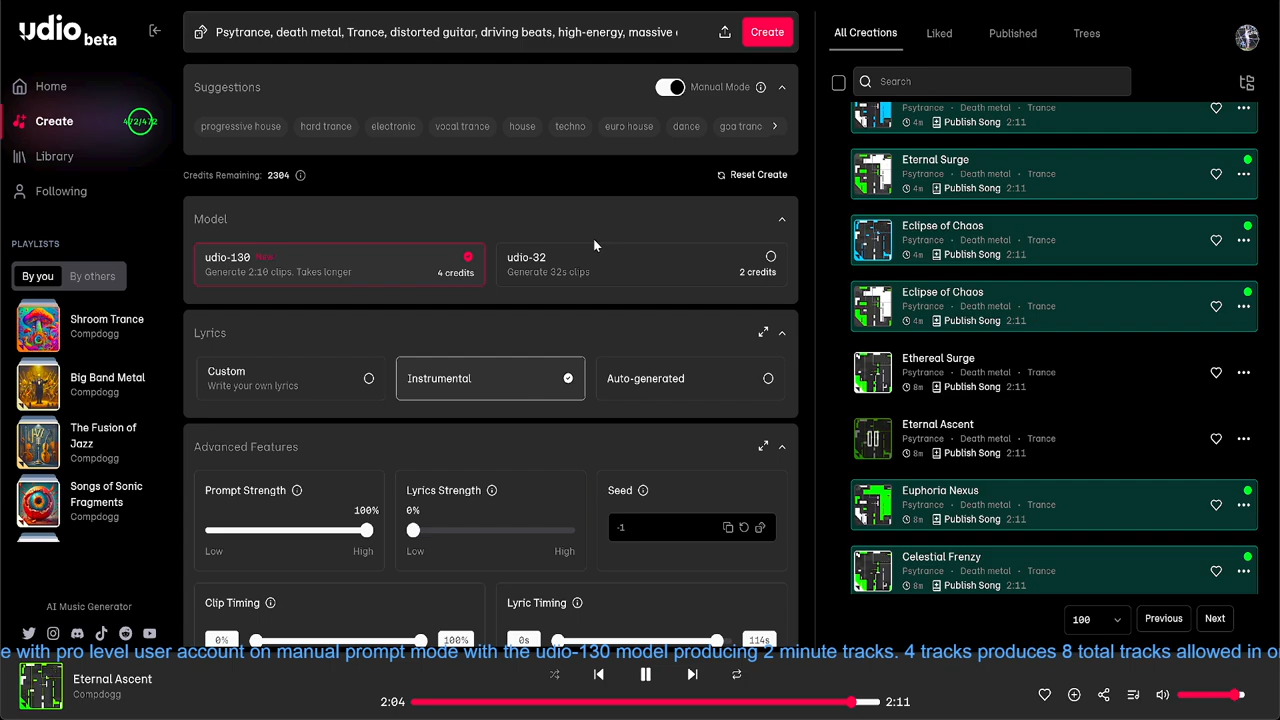 udio beta
Home
Create
472/472
Library
Following
PLAYLISTS
By you
By others
Shroom Trance
Compdogg
Big Band Metal
Compdogg
The Fusion of
Jazz
Compdogg
Songs of Sonic
Fragments
Compdogg
AI Music Generator
Psytrance, death metal, Trance, distorted guitar, driving beats, high-energy, massive
Create
Suggestions
Manual Mode
progressive house
hard trance
electronic
vocal trance
house
techno
euro house
dance
goa tranc
Credits Remaining: 2304
Reset Create
Model
udio-130 New
Generate 2:10 clips. Takes longer
4 credits
udio-32
Generate 32s clips
2 credits
Lyrics
Custom
Write your own lyrics
Instrumental
Auto-generated
Advanced Features
Prompt Strength
100%
Low
High
Lyrics Strength
0%
Low
High
Seed
-1
Clip Timing
0%
100%
Lyric Timing
0s
114s
All Creations
Liked
Published
Trees
Search
Psytrance · Death metal · Trance
4m Publish Song 2:11
Eternal Surge
Psytrance · Death metal · Trance
4m Publish Song 2:11
Eclipse of Chaos
Psytrance · Death metal · Trance
4m Publish Song 2:11
Eclipse of Chaos
Psytrance · Death metal · Trance
4m Publish Song 2:11
Ethereal Surge
Psytrance · Death metal · Trance
8m Publish Song 2:11
Eternal Ascent
Psytrance · Death metal · Trance
8m Publish Song 2:11
Euphoria Nexus
Psytrance · Death metal · Trance
8m Publish Song 2:11
Celestial Frenzy
Psytrance · Death metal · Trance
8m Publish Song 2:11
100
Previous
Next
e with pro level user account on manual prompt mode with the udio-130 model producing 2 minute tracks. 4 tracks produces 8 total tracks allowed in o
Eternal Ascent
Compdogg
2:04
2:11